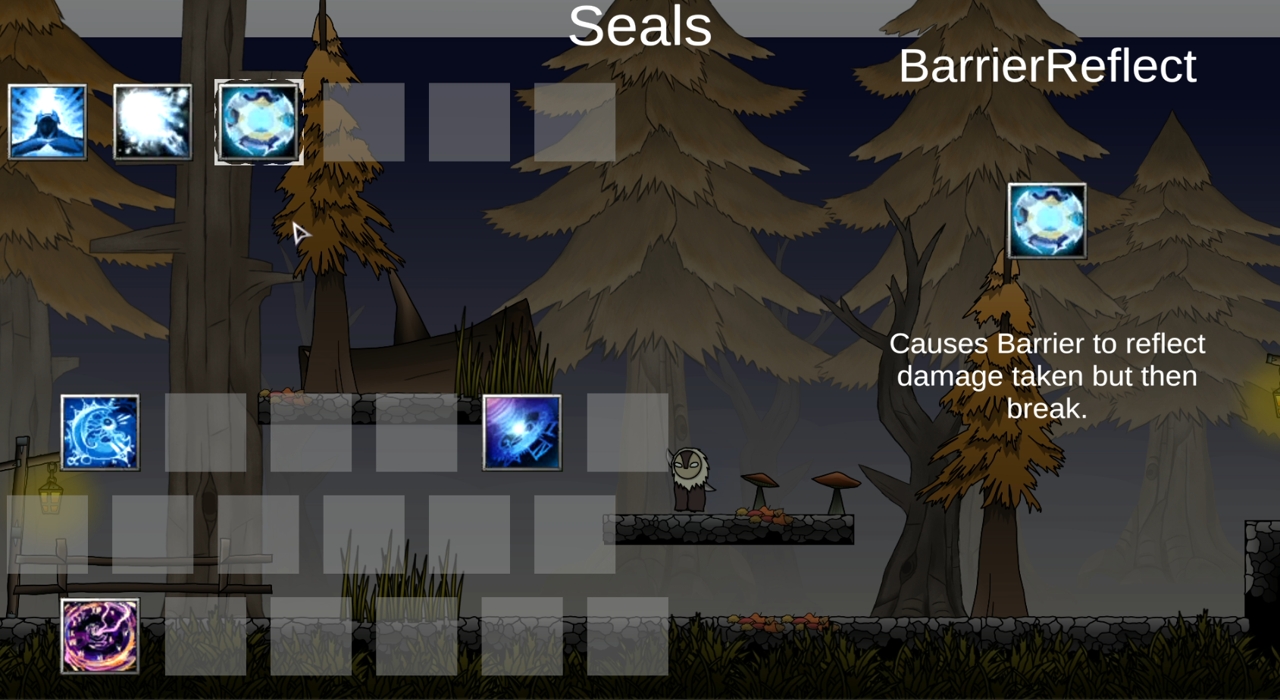 Seals
BarrierReflect
Causes Barrier to reflect
damage taken but then
break.